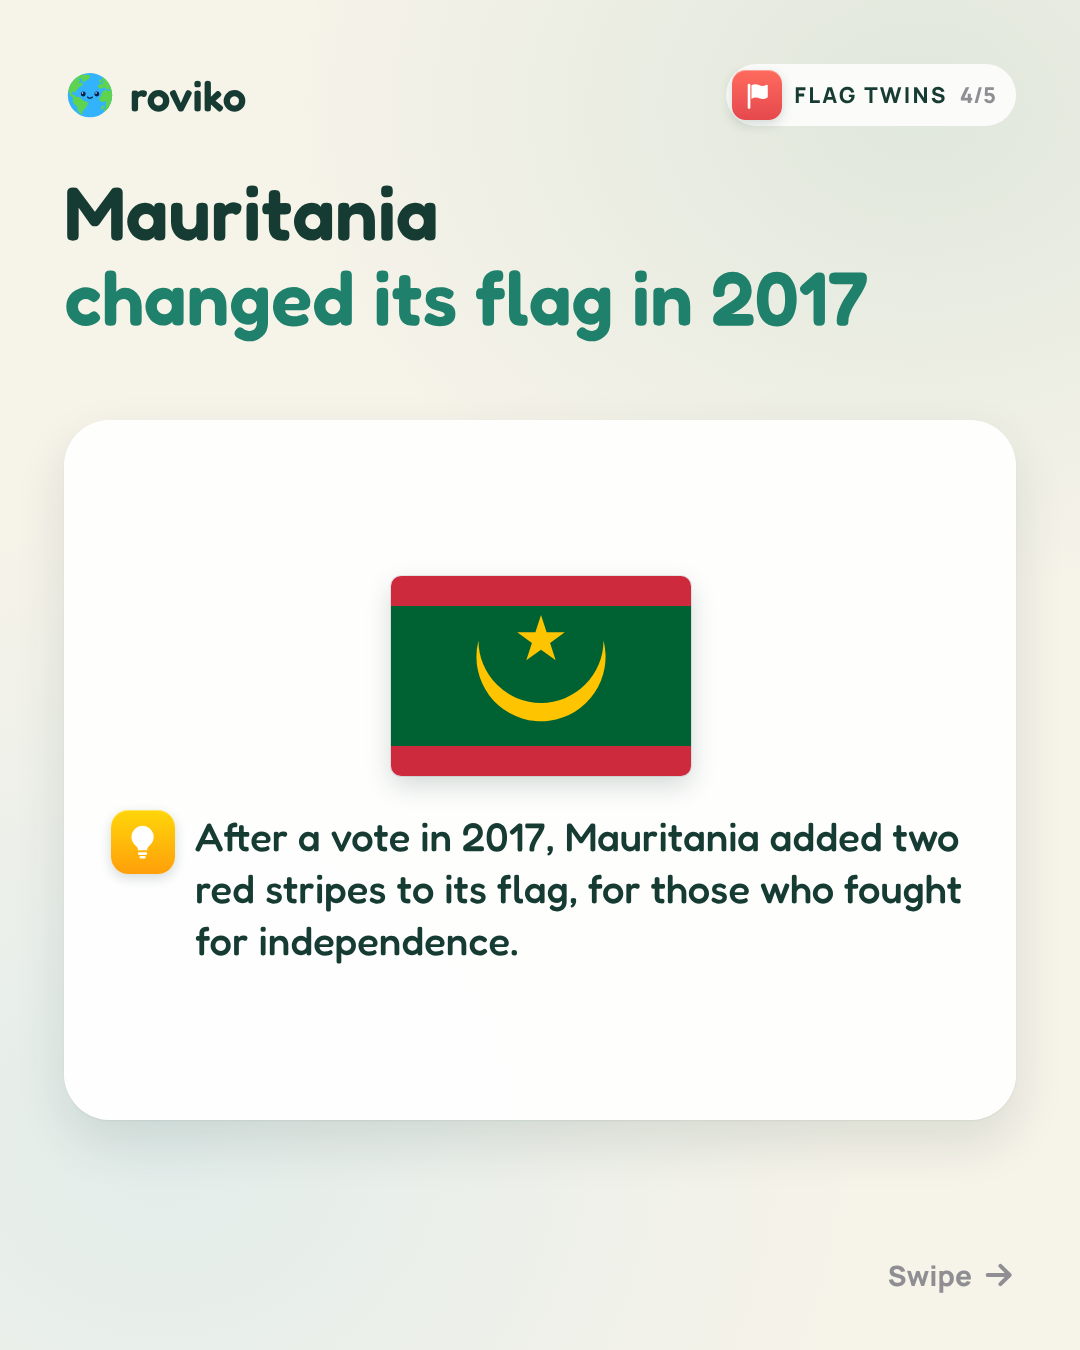 roviko
FLAG TWINS 4/5
Mauritania
changed its flag in 2017
After a vote in 2017, Mauritania added two
red stripes to its flag, for those who fought
for independence.
Swipe →